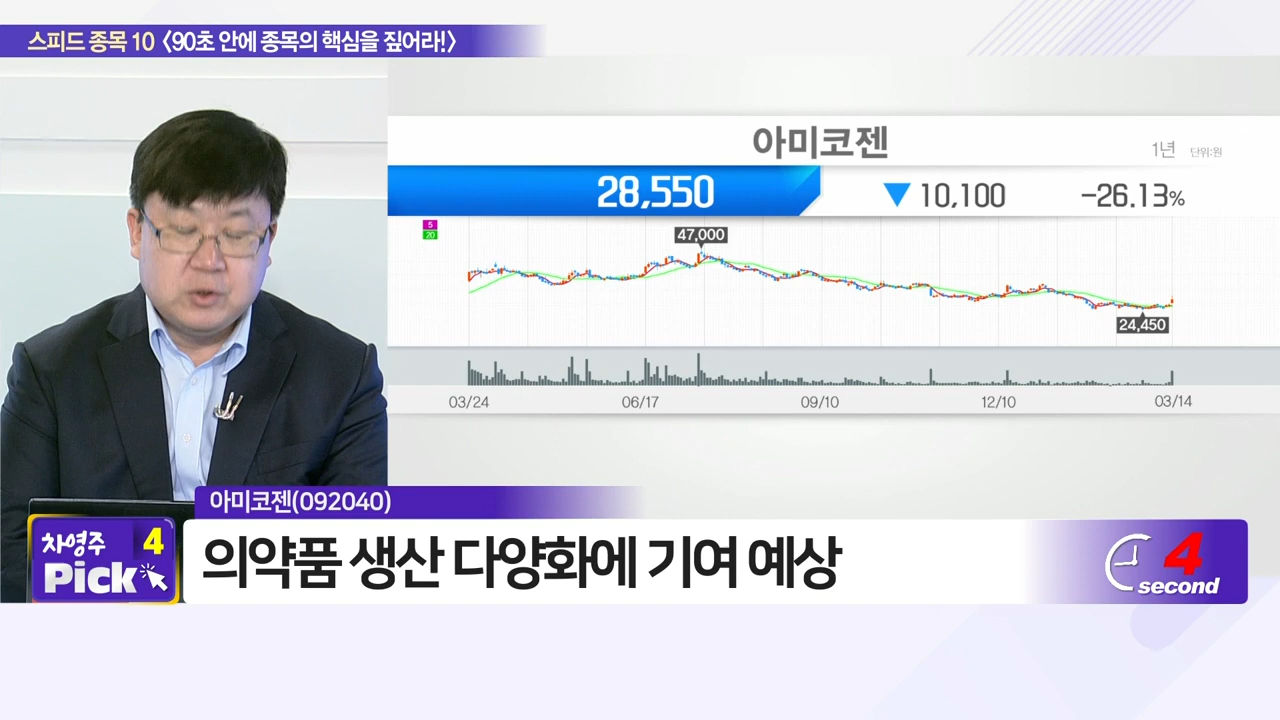 스피드 종목 10 〈90초 안에 종목의 핵심을 짚어라!〉
아미코젠
1년 단위:원
28,550 ▼ 10,100 -26.13%
5
20
47,000
24,450
03/24 06/17 09/10 12/10 03/14
아미코젠(092040)
차영주 4
Pick
의약품 생산 다양화에 기여 예상
4
second